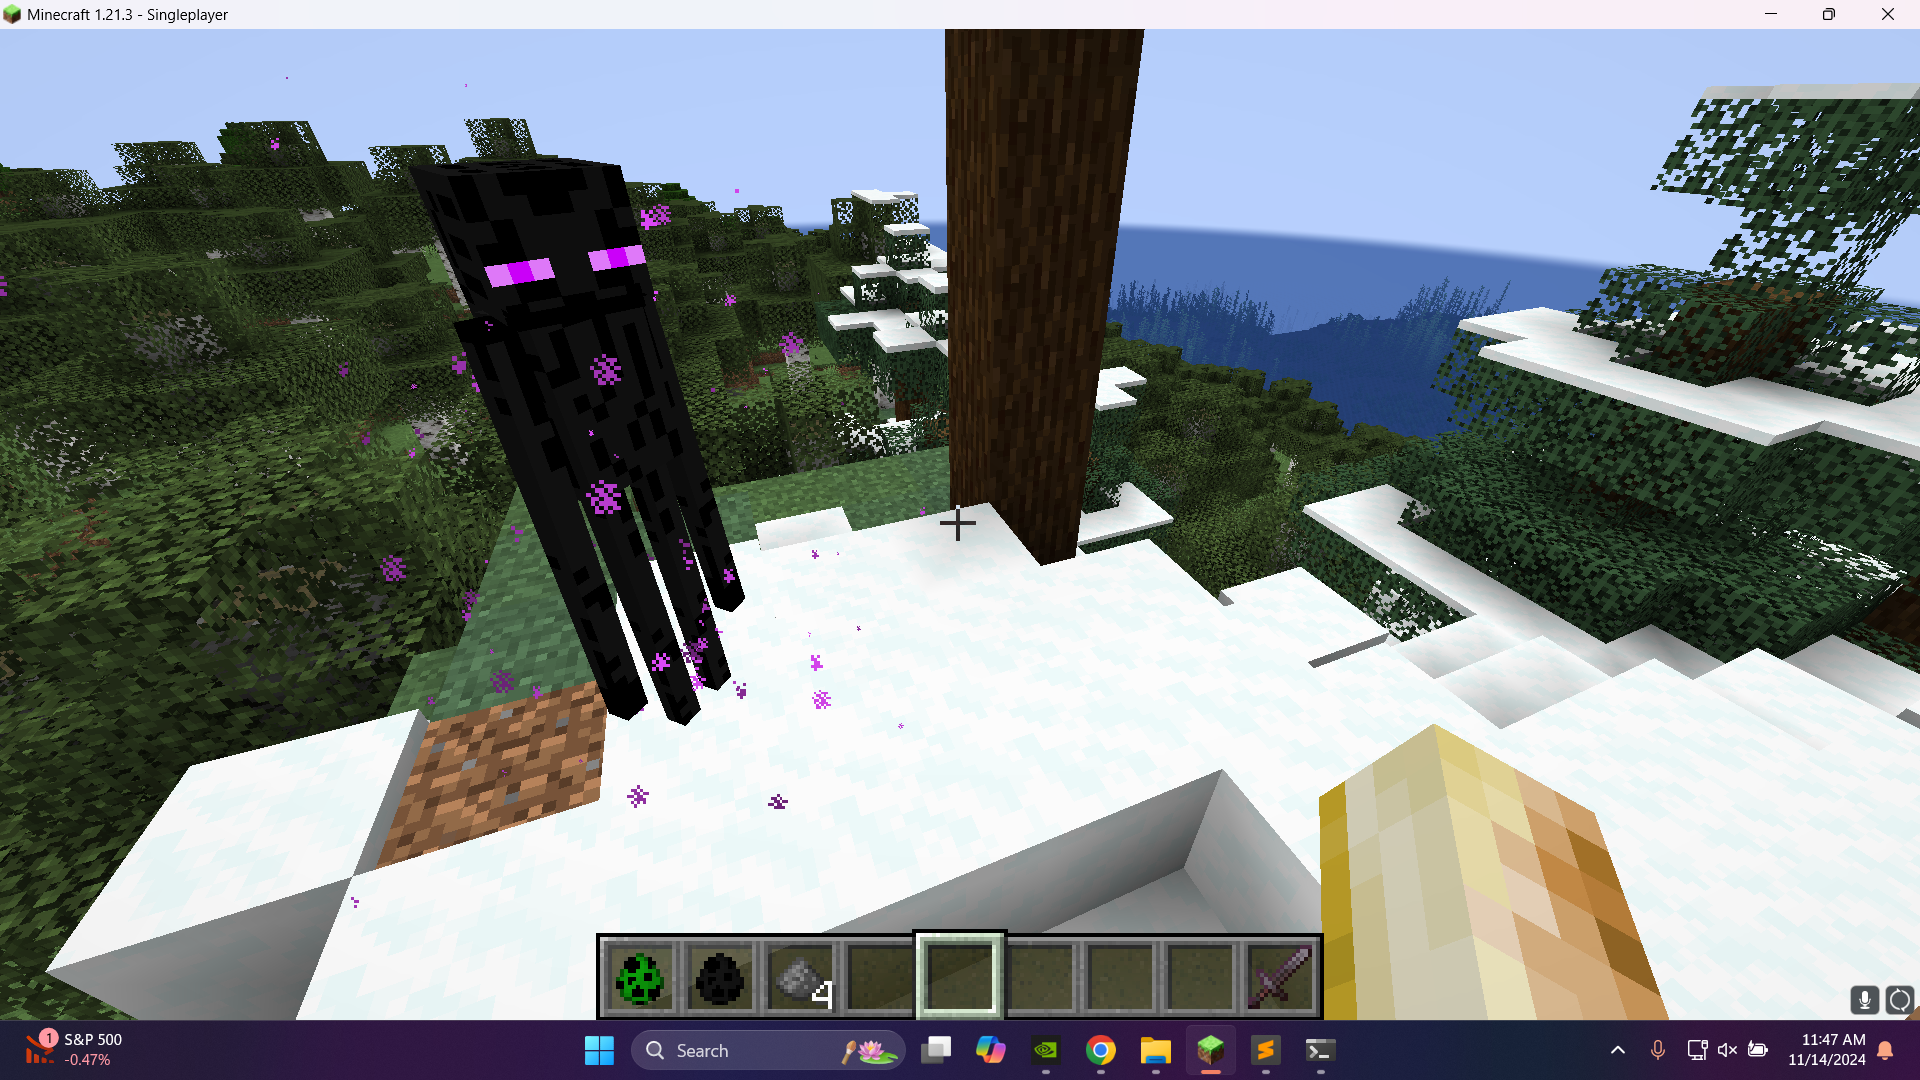 Minecraft 1.21.3 - Singleplayer
4
1
S&P 500
-0.47%
Search
11:47 AM
11/14/2024